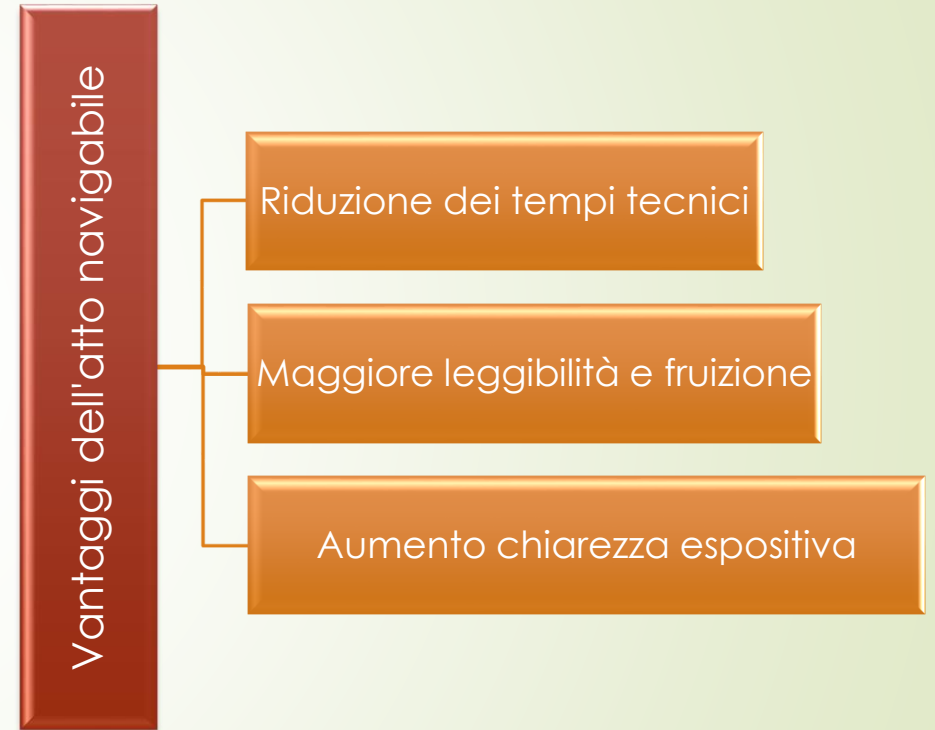 Vantaggi dell'atto navigabile
Riduzione dei tempi tecnici
Maggiore leggibilità e fruizione
Aumento chiarezza espositiva